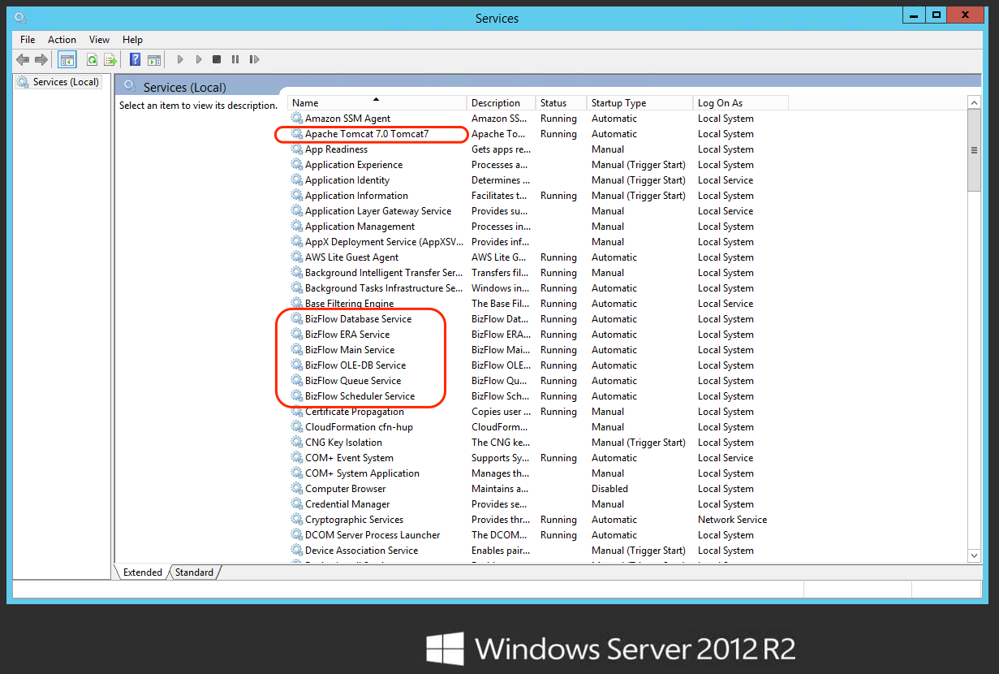 Services
File Action View Help
Services (Local)
Services (Local)
Select an item to view its description.
Name Description Status Startup Type Log On As
Amazon SSM Agent Amazon SS... Running Automatic Local System
Apache Tomcat 7.0 Tomcat7 Apache To... Running Automatic Local System
App Readiness Gets apps re... Manual Local System
Application Experience Processes a... Manual (Trigger Start) Local System
Application Identity Determines ... Manual (Trigger Start) Local Service
Application Information Facilitates t... Running Manual (Trigger Start) Local System
Application Layer Gateway Service Provides su... Manual Local Service
Application Management Processes in... Manual Local System
AppX Deployment Service (AppXSV... Provides inf... Manual Local System
AWS Lite Guest Agent AWS Lite G... Running Automatic Local System
Background Intelligent Transfer Ser... Transfers fil... Running Manual Local System
Background Tasks Infrastructure Se... Windows in... Running Automatic Local System
Base Filtering Engine The Base Fil... Running Automatic Local Service
BizFlow Database Service BizFlow Dat... Running Automatic Local System
BizFlow ERA Service BizFlow ERA... Running Automatic Local System
BizFlow Main Service BizFlow Mai... Running Automatic Local System
BizFlow OLE-DB Service BizFlow OLE... Running Automatic Local System
BizFlow Queue Service BizFlow Qu... Running Automatic Local System
BizFlow Scheduler Service BizFlow Sch... Running Automatic Local System
Certificate Propagation Copies user ... Running Manual Local System
CloudFormation cfn-hup CloudForm... Manual Local System
CNG Key Isolation The CNG ke... Manual (Trigger Start) Local System
COM+ Event System Supports Sy... Running Automatic Local Service
COM+ System Application Manages th... Manual Local System
Computer Browser Maintains a... Disabled Local System
Credential Manager Provides se... Manual Local System
Cryptographic Services Provides thr... Running Automatic Network Service
DCOM Server Process Launcher The DCOM... Running Automatic Local System
Device Association Service Enables pair... Manual (Trigger Start) Local System
Extended Standard
Windows Server 2012 R2